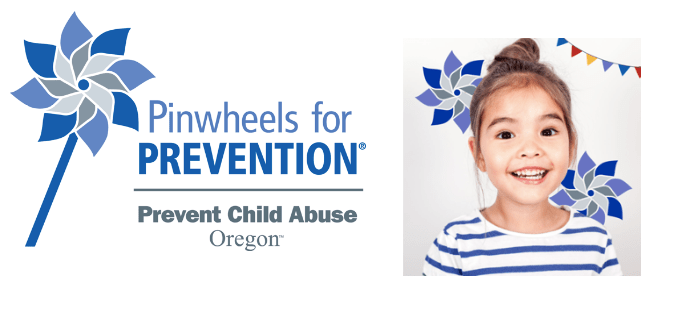 Pinwheels for
PREVENTION®
Prevent Child Abuse
Oregon™